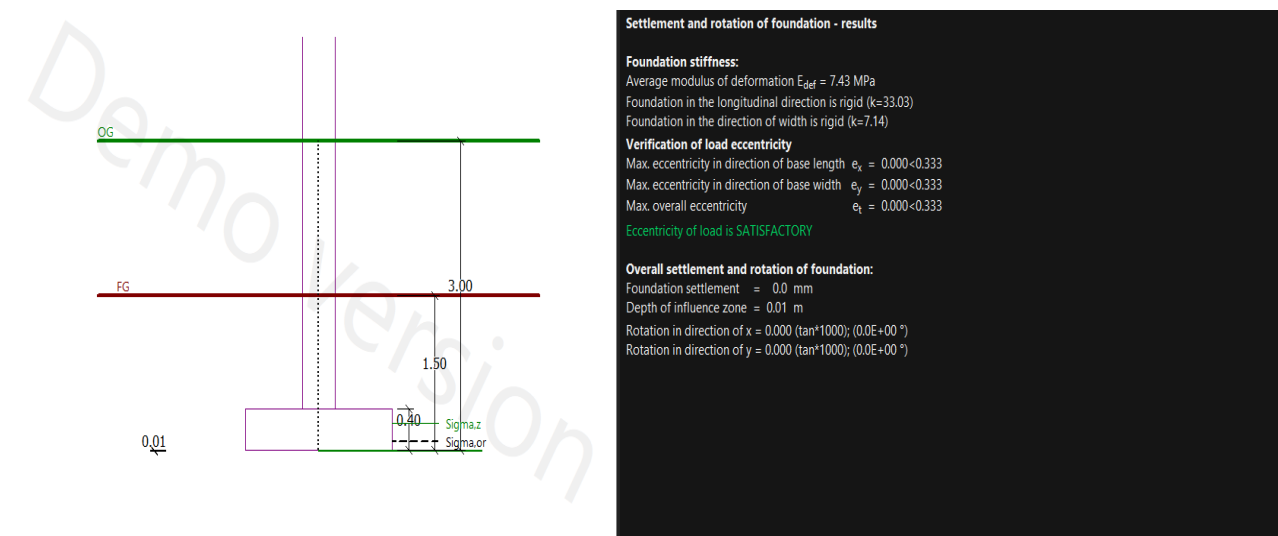 Demo version
OG
FG
3.00
1.50
0.40
Sigma,z
Sigma,or
0.01
Settlement and rotation of foundation - results
Foundation stiffness:
Average modulus of deformation Edef = 7.43 MPa
Foundation in the longitudinal direction is rigid (k=33.03)
Foundation in the direction of width is rigid (k=7.14)
Verification of load eccentricity
Max. eccentricity in direction of base length ex = 0.000<0.333
Max. eccentricity in direction of base width ey = 0.000<0.333
Max. overall eccentricity et = 0.000<0.333
Eccentricity of load is SATISFACTORY
Overall settlement and rotation of foundation:
Foundation settlement = 0.0 mm
Depth of influence zone = 0.01 m
Rotation in direction of x = 0.000 (tan*1000); (0.0E+00 °)
Rotation in direction of y = 0.000 (tan*1000); (0.0E+00 °)